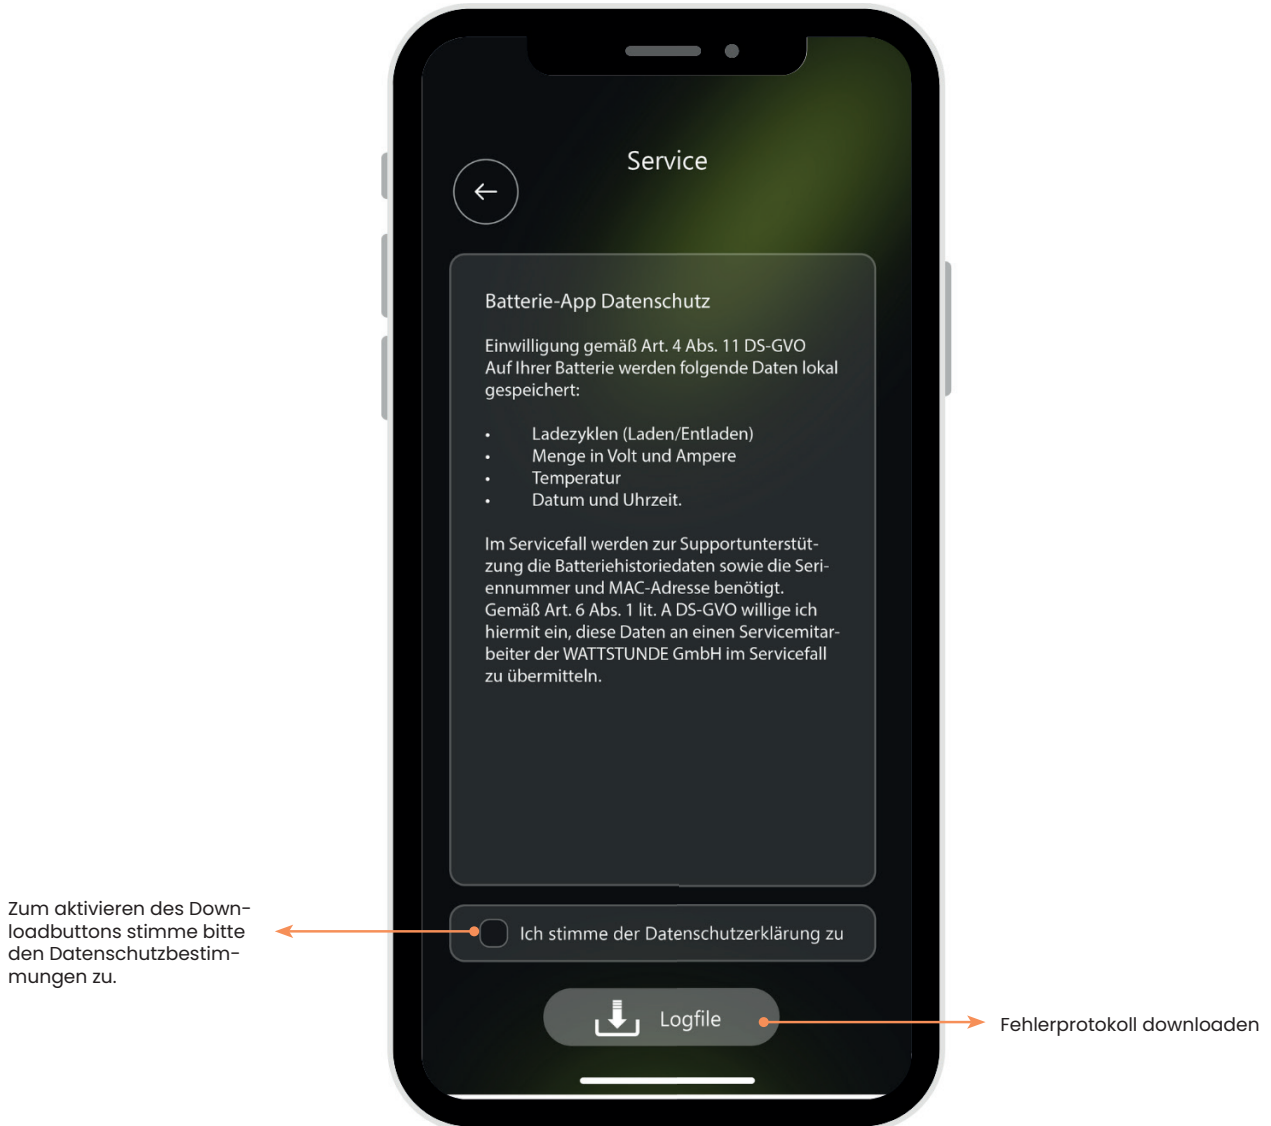 Service
Batterie-App Datenschutz
Einwilligung gemäß Art. 4 Abs. 11 DS-GVO
Auf Ihrer Batterie werden folgende Daten lokal
gespeichert:
• Ladezyklen (Laden/Entladen)
• Menge in Volt und Ampere
• Temperatur
• Datum und Uhrzeit.
Im Servicefall werden zur Supportunterstüt-
zung die Batteriehistoriedaten sowie die Seri-
ennummer und MAC-Adresse benötigt.
Gemäß Art. 6 Abs. 1 lit. A DS-GVO willige ich
hiermit ein, diese Daten an einen Servicemitar-
beiter der WATTSTUNDE GmbH im Servicefall
zu übermitteln.
Zum aktivieren des Down-
loadbuttons stimme bitte
den Datenschutzbestim-
mungen zu.
Ich stimme der Datenschutzerklärung zu
Logfile
Fehlerprotokoll downloaden